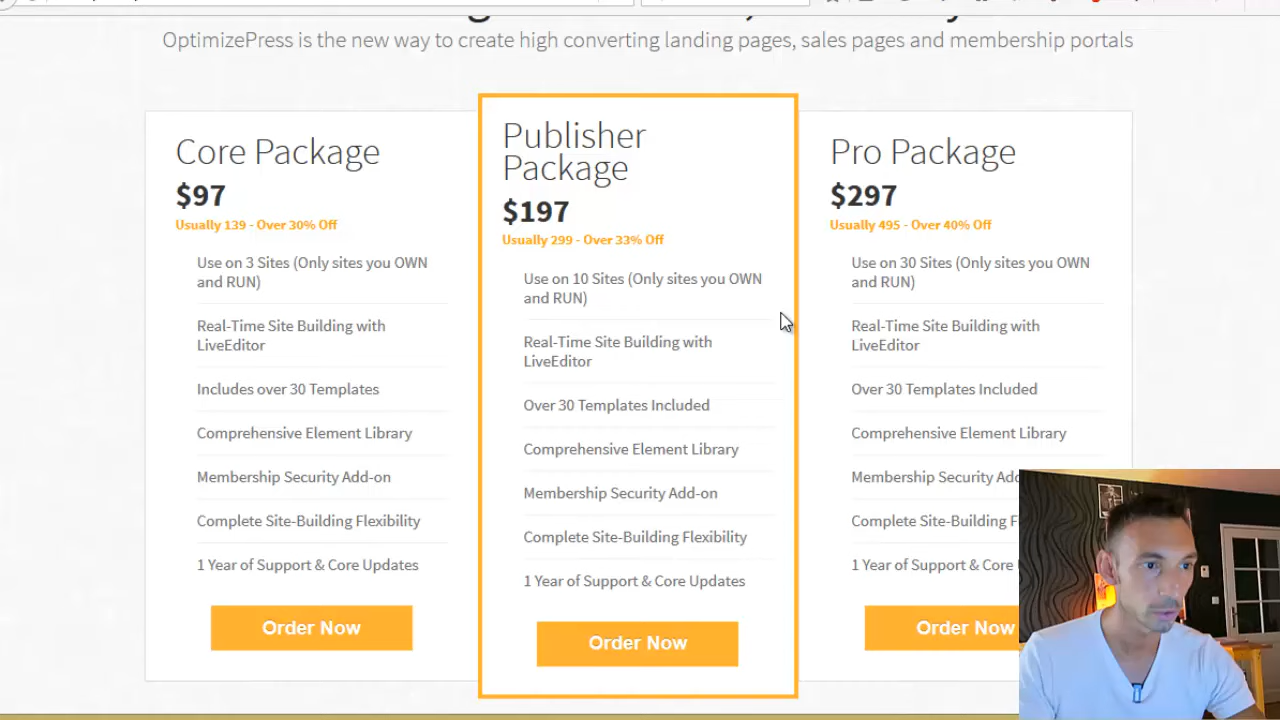 OptimizePress is the new way to create high converting landing pages, sales pages and membership portals
Core Package
$97
Usually 139 - Over 30% Off
Use on 3 Sites (Only sites you OWN
and RUN)
Real-Time Site Building with
LiveEditor
Includes over 30 Templates
Comprehensive Element Library
Membership Security Add-on
Complete Site-Building Flexibility
1 Year of Support & Core Updates
Order Now
Publisher
Package
$197
Usually 299 - Over 33% Off
Use on 10 Sites (Only sites you OWN
and RUN)
Real-Time Site Building with
LiveEditor
Over 30 Templates Included
Comprehensive Element Library
Membership Security Add-on
Complete Site-Building Flexibility
1 Year of Support & Core Updates
Order Now
Pro Package
$297
Usually 495 - Over 40% Off
Use on 30 Sites (Only sites you OWN
and RUN)
Real-Time Site Building with
LiveEditor
Over 30 Templates Included
Comprehensive Element Library
Membership Security
Complete Site-Building
1 Year of Support & Core
Order Now